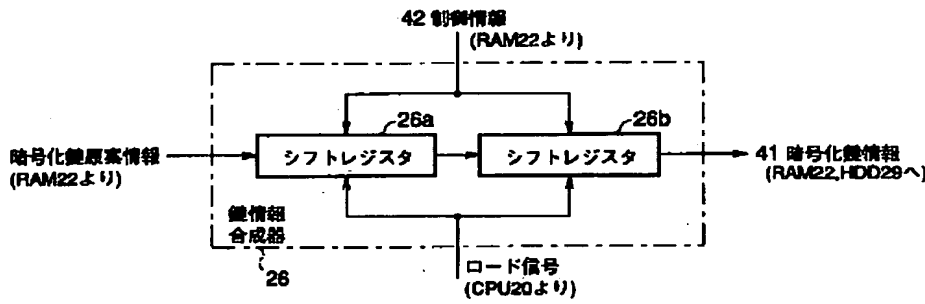 42 制御情報
(RAM22より)
26a
26b
シフトレジスタ
シフトレジスタ
暗号化鍵原案情報
(RAM22より)
41 暗号化鍵情報
(RAM22,HDD29へ)
鍵情報
合成器
26
ロード信号
(CPU20より)